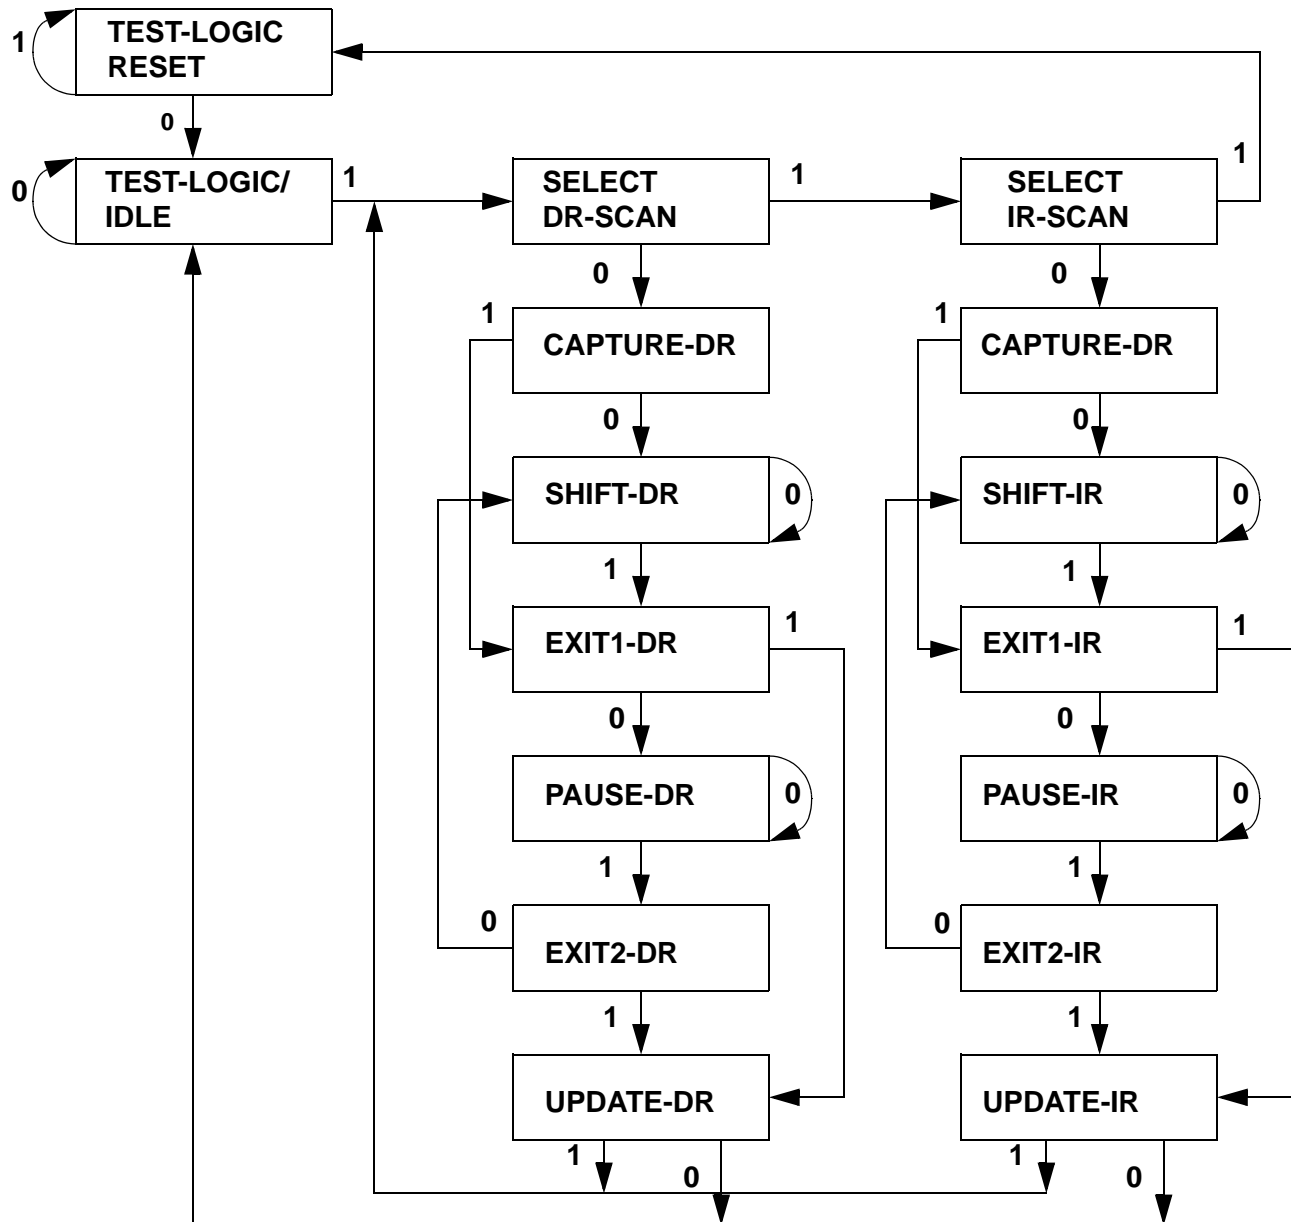 TEST-LOGIC
RESET
1
0
TEST-LOGIC/
IDLE
0
1
SELECT
DR-SCAN
1
SELECT
IR-SCAN
1
0
0
1
CAPTURE-DR
1
CAPTURE-DR
0
0
SHIFT-DR
0
SHIFT-IR
0
1
1
EXIT1-DR
1
EXIT1-IR
1
0
0
PAUSE-DR
0
PAUSE-IR
0
1
1
0
EXIT2-DR
0
EXIT2-IR
1
1
UPDATE-DR
UPDATE-IR
1
0
1
0